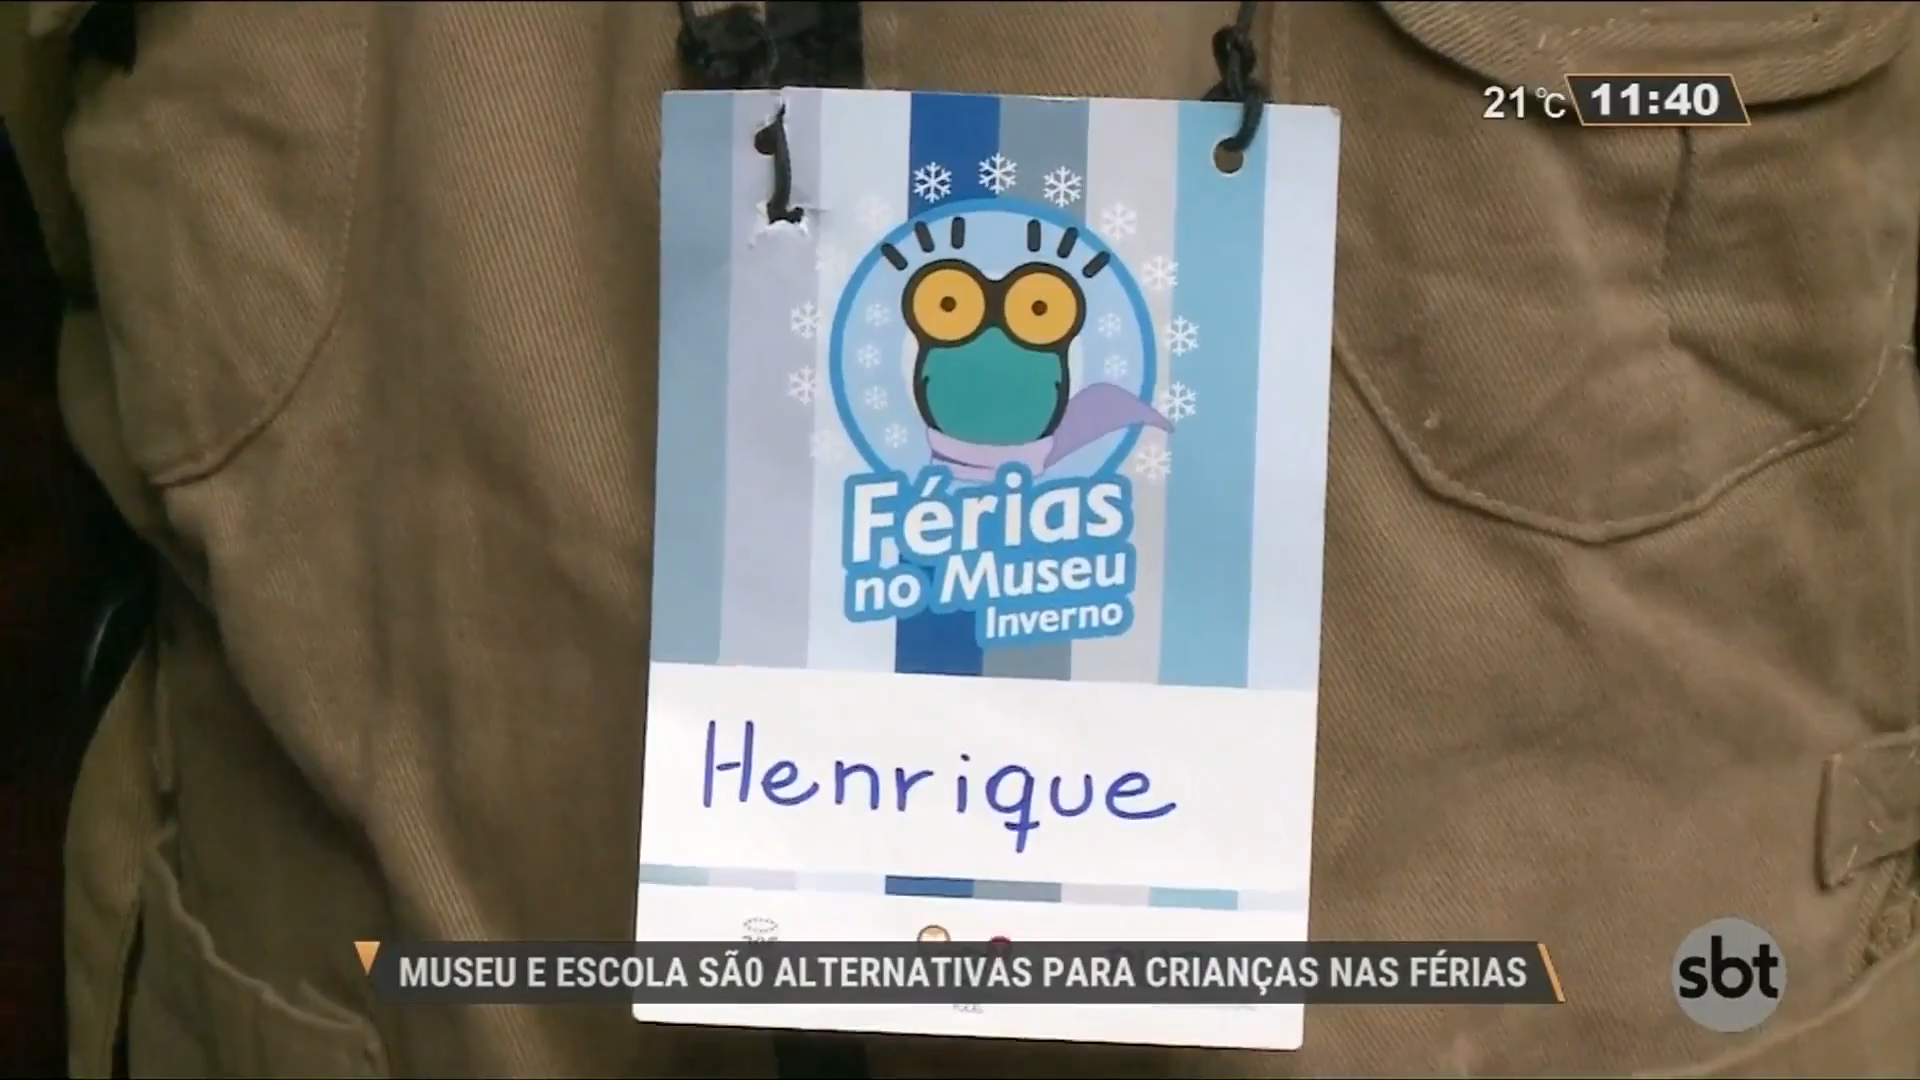 21°C 11:40
Férias
no Museu
Inverno
Henrique
MUSEU E ESCOLA SÃ0 ALTERNATIVAS PARA CRIANÇAS NAS FÉRIAS
sbt